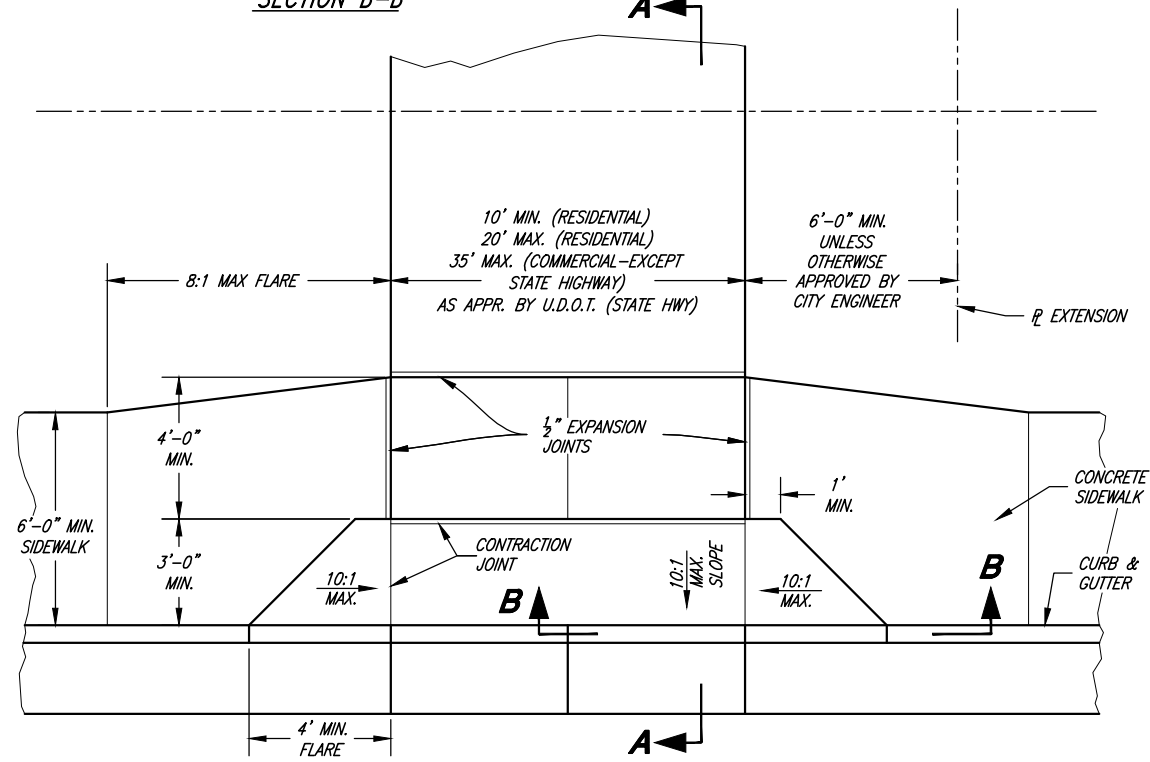 SECTION B-B
A
10' MIN. (RESIDENTIAL)
20' MAX. (RESIDENTIAL)
35' MAX. (COMMERCIAL-EXCEPT
STATE HIGHWAY)
AS APPR. BY U.D.O.T. (STATE HWY)
6'-0" MIN.
UNLESS
OTHERWISE
APPROVED BY
CITY ENGINEER
8:1 MAX FLARE
PL EXTENSION
4'-0"
MIN.
1/2" EXPANSION
JOINTS
1'
MIN.
CONCRETE
SIDEWALK
6'-0" MIN.
SIDEWALK
3'-0"
MIN.
CONTRACTION
JOINT
10:1
MAX.
10:1
MAX.
SLOPE
10:1
MAX.
B
B
CURB &
GUTTER
4' MIN.
FLARE
A